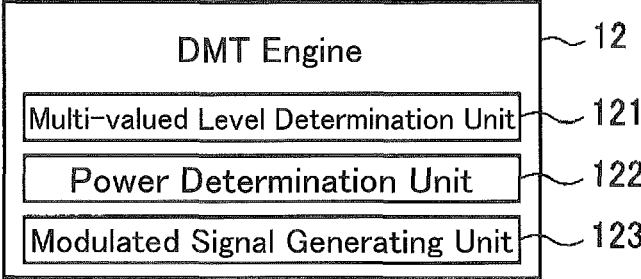 DMT Engine 12
Multi-valued Level Determination Unit 121
Power Determination Unit 122
Modulated Signal Generating Unit 123